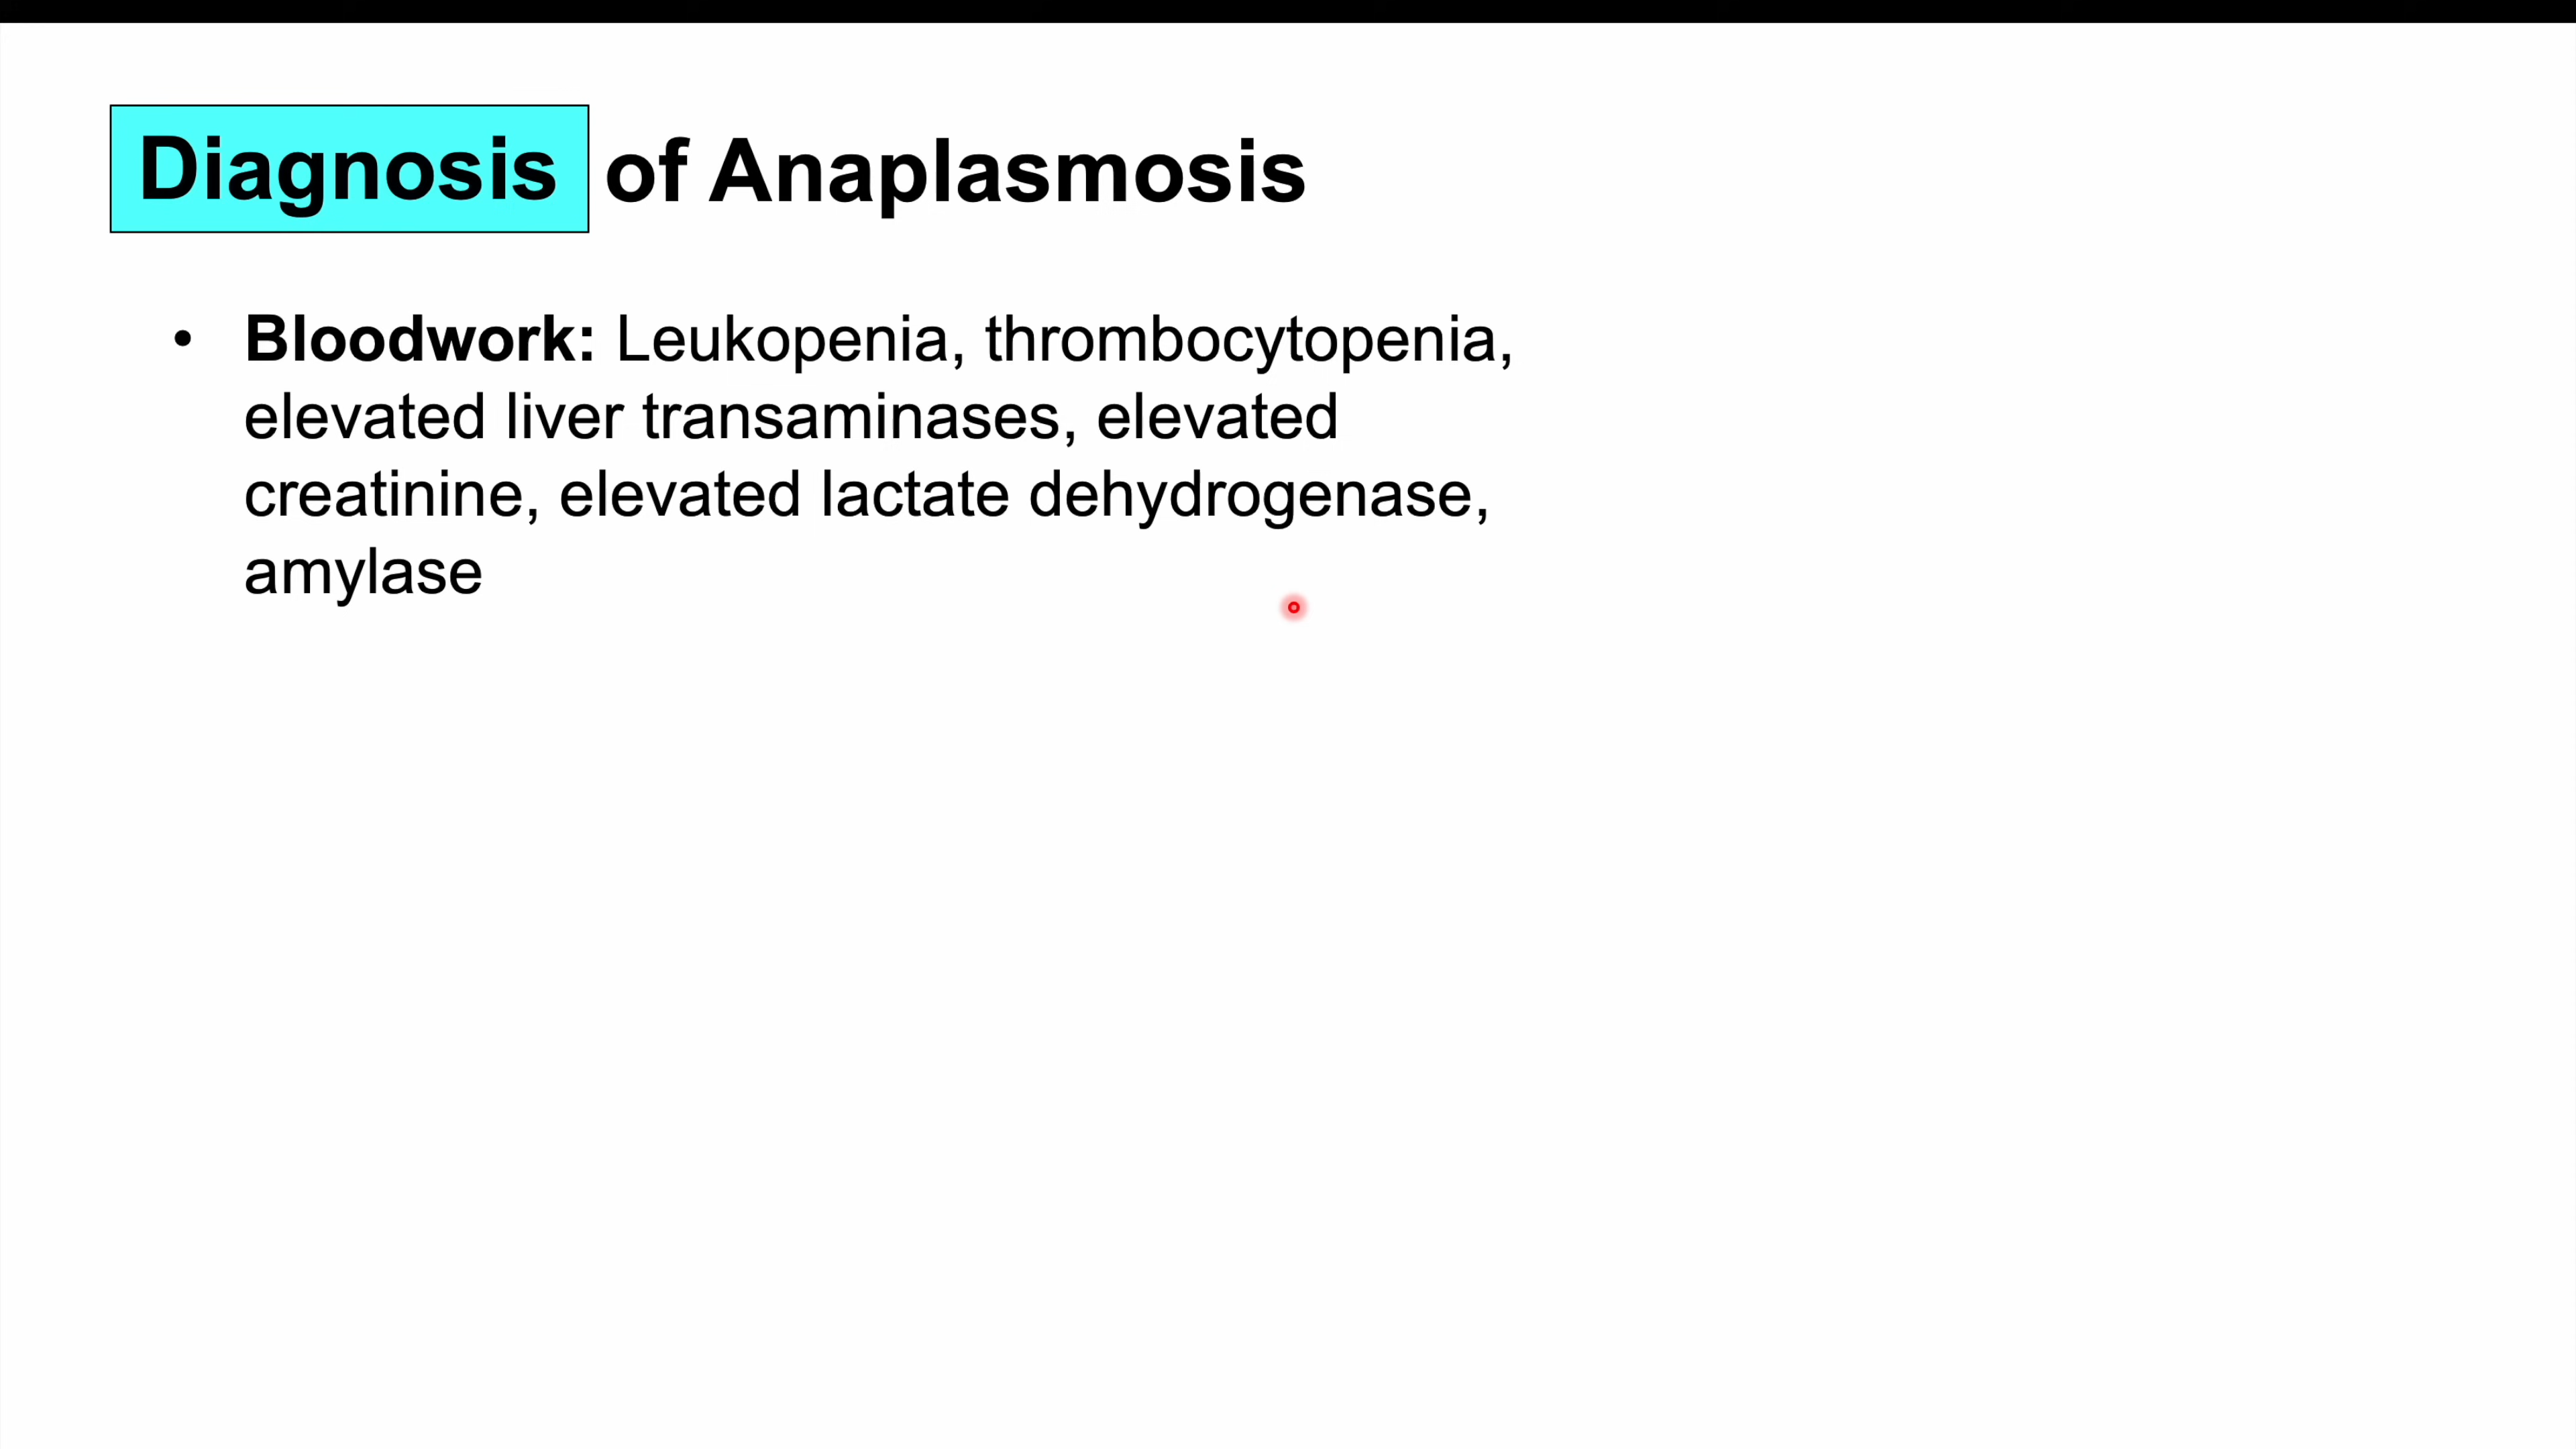 Diagnosis of Anaplasmosis
• Bloodwork: Leukopenia, thrombocytopenia,
elevated liver transaminases, elevated
creatinine, elevated lactate dehydrogenase,
amylase